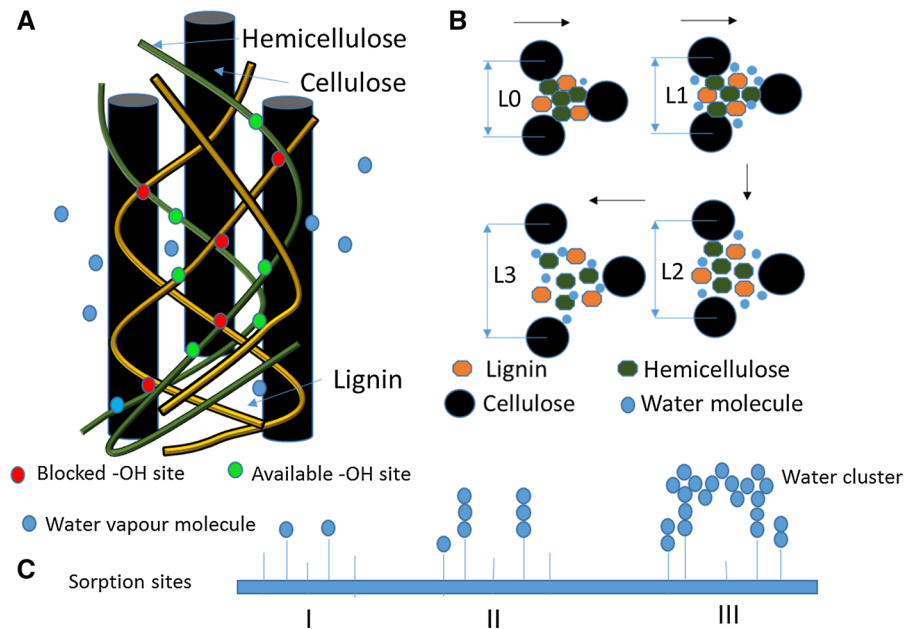 A
Hemicellulose
Cellulose
Lignin
Blocked -OH site
Available -OH site
Water vapour molecule
B
L0
L1
L3
L2
Lignin
Hemicellulose
Cellulose
Water molecule
Water cluster
C
Sorption sites
I
II
III